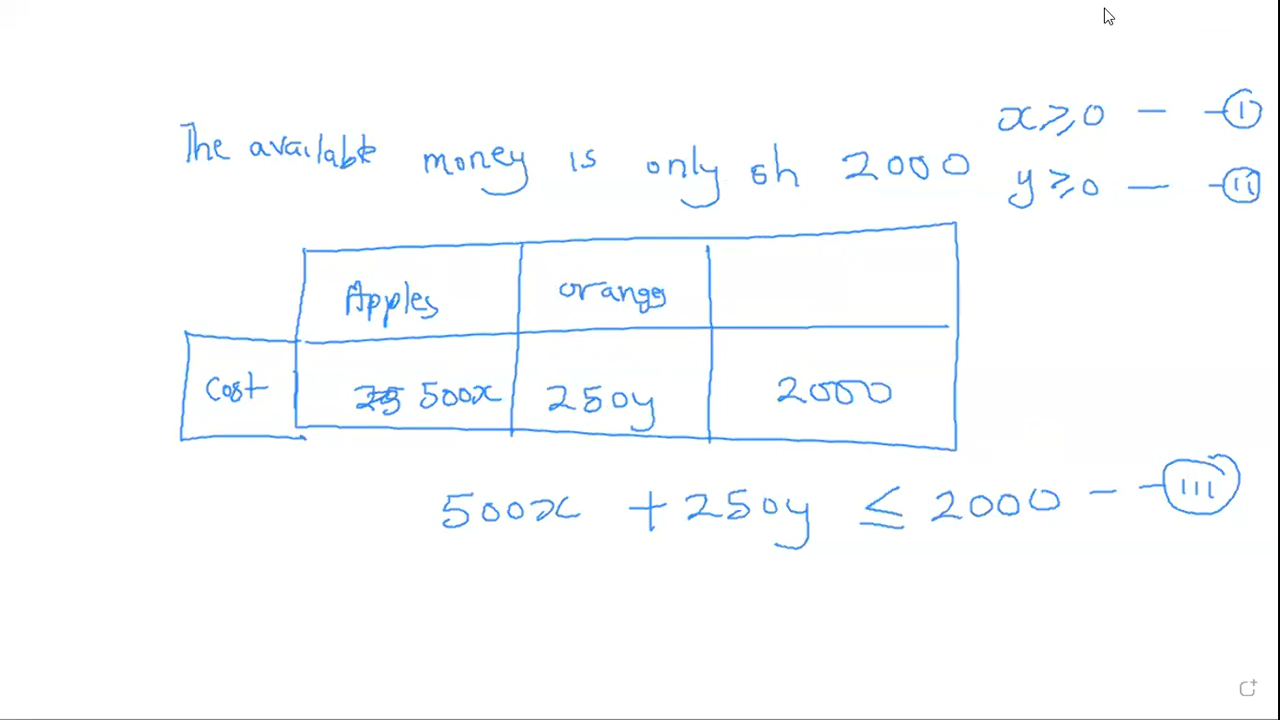 The available money is only sh 2000
x ≥ 0 — -(I)
y ≥ 0 — -(II)
Apples oranges
Cost 500x 250y 2000
500x + 250y ≤ 2000 - -(III)